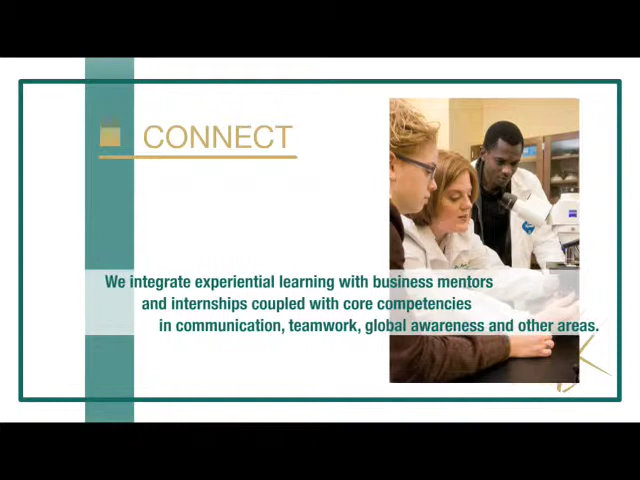 CONNECT
We integrate experiential learning with business mentors
and internships coupled with core competencies
in communication, teamwork, global awareness and other areas.